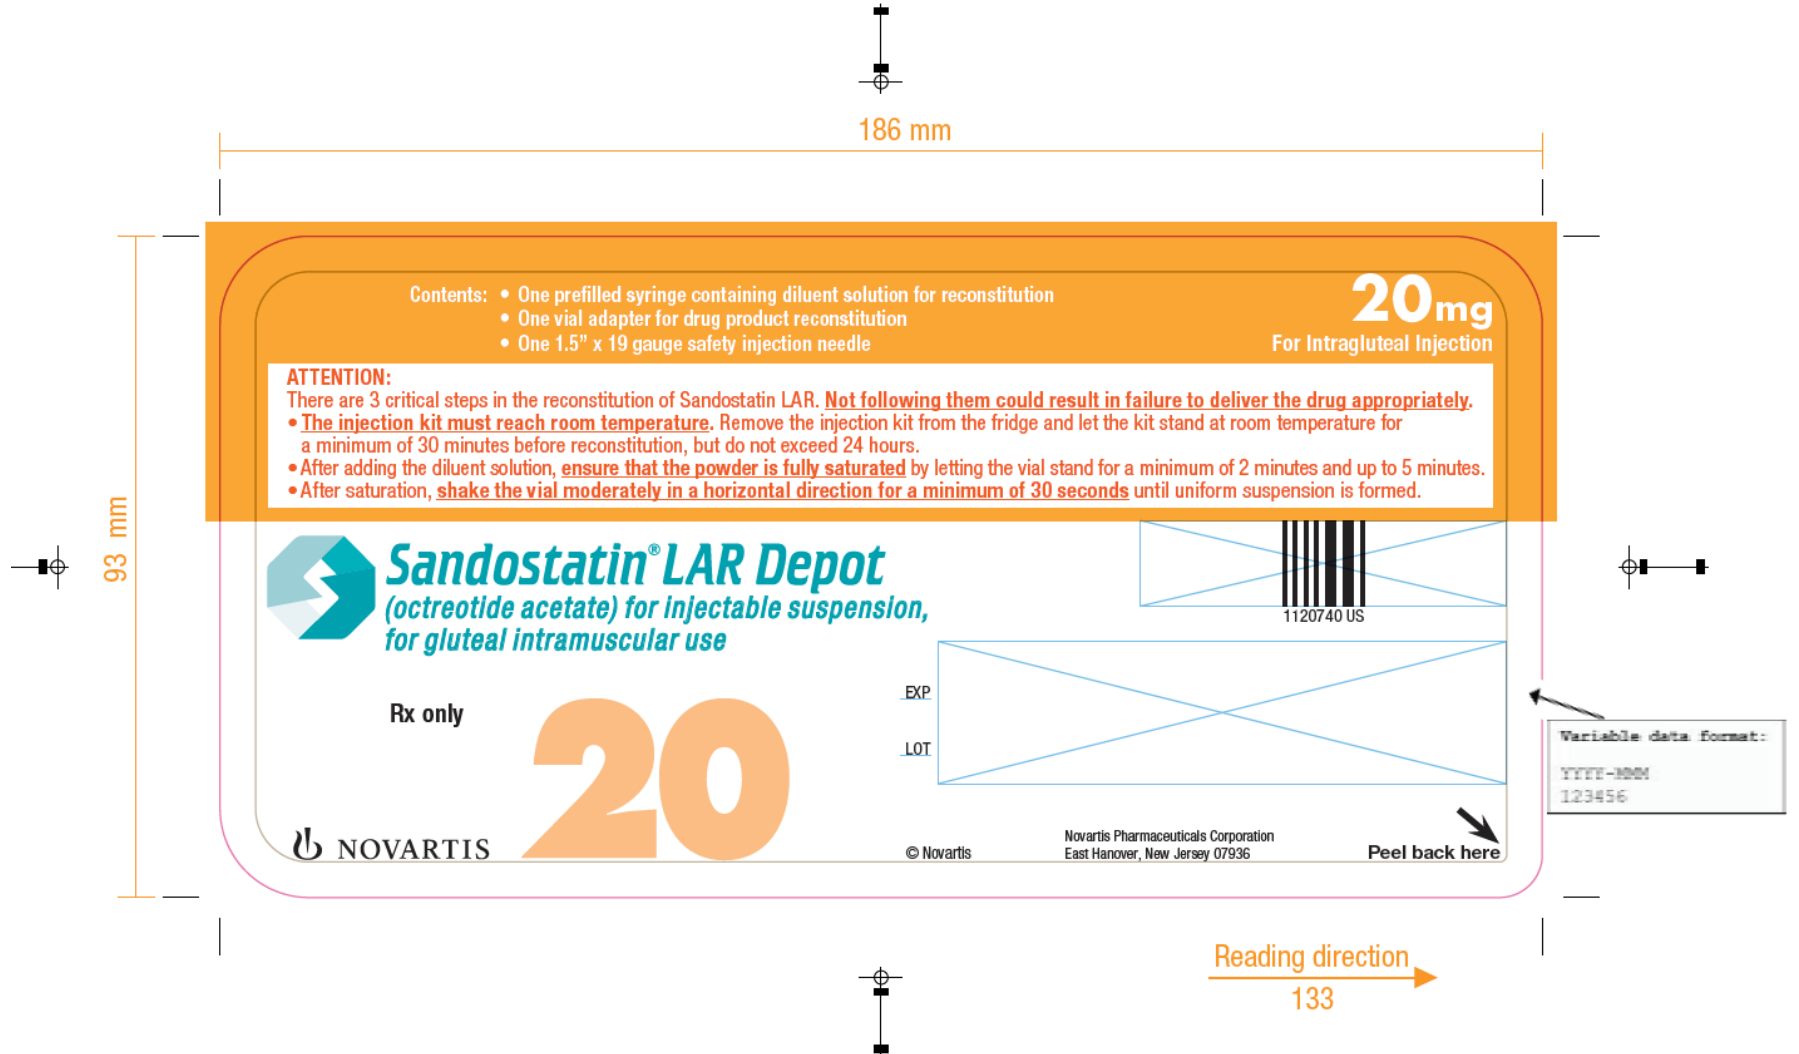 186 mm
93 mm
Contents: • One prefilled syringe containing diluent solution for reconstitution
• One vial adapter for drug product reconstitution
• One 1.5” x 19 gauge safety injection needle
20 mg
For Intragluteal Injection
ATTENTION:
There are 3 critical steps in the reconstitution of Sandostatin LAR. Not following them could result in failure to deliver the drug appropriately.
• The injection kit must reach room temperature. Remove the injection kit from the fridge and let the kit stand at room temperature for
a minimum of 30 minutes before reconstitution, but do not exceed 24 hours.
• After adding the diluent solution, ensure that the powder is fully saturated by letting the vial stand for a minimum of 2 minutes and up to 5 minutes.
• After saturation, shake the vial moderately in a horizontal direction for a minimum of 30 seconds until uniform suspension is formed.
Sandostatin® LAR Depot
(octreotide acetate) for injectable suspension,
for gluteal intramuscular use
1120740 US
Rx only
20
EXP
LOT
Variable data format:
YYYY-MMM
123456
NOVARTIS
© Novartis
Novartis Pharmaceuticals Corporation
East Hanover, New Jersey 07936
Peel back here
Reading direction
133